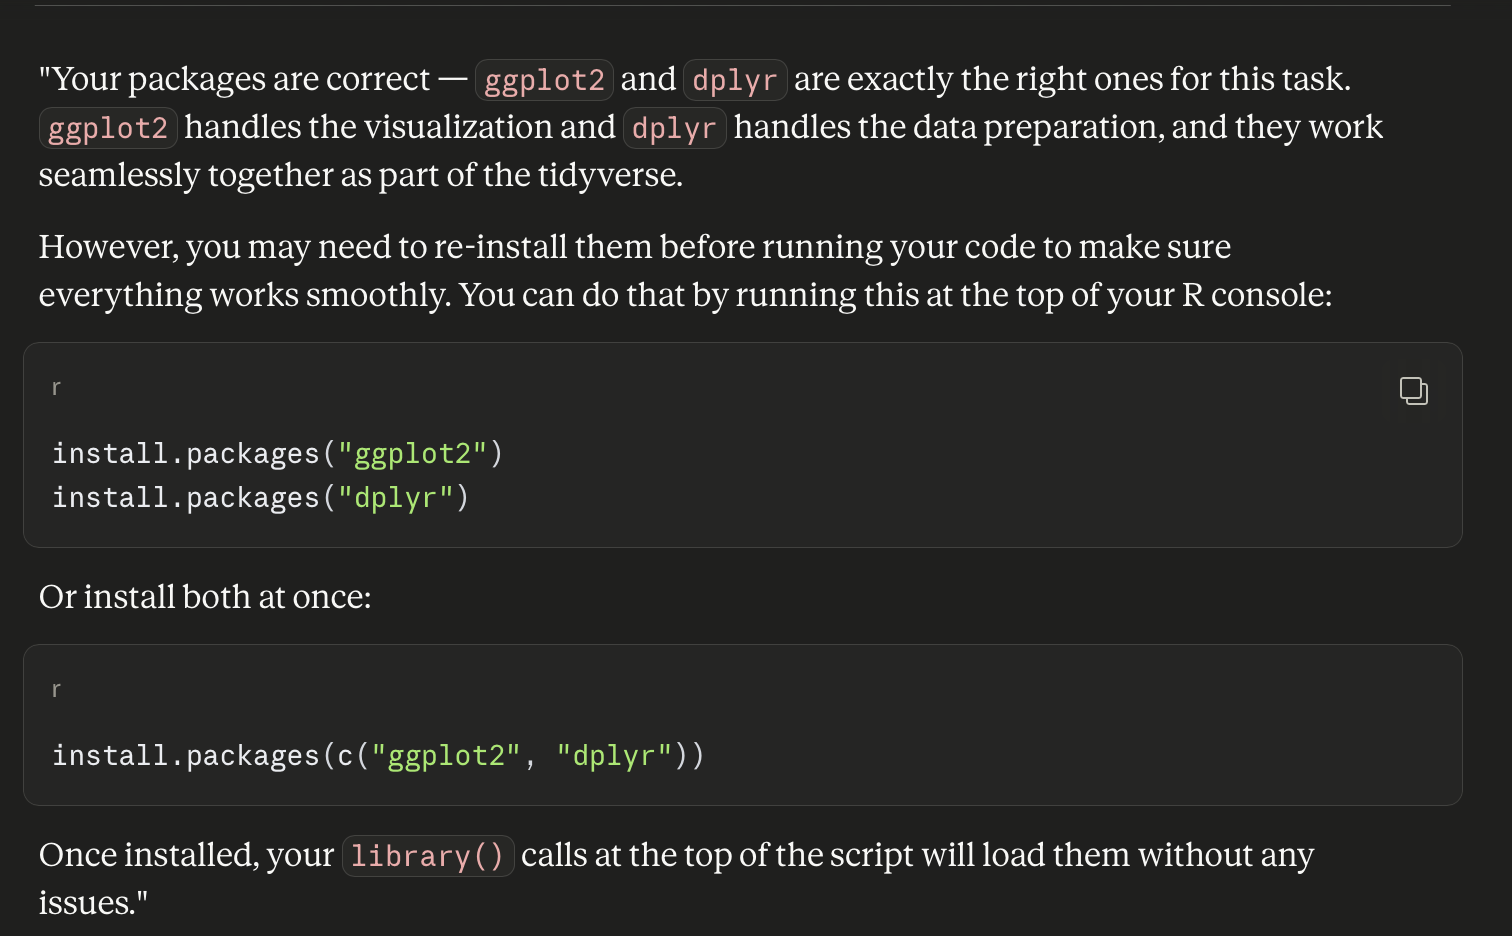 "Your packages are correct — ggplot2 and dplyr are exactly the right ones for this task.
ggplot2 handles the visualization and dplyr handles the data preparation, and they work
seamlessly together as part of the tidyverse.
However, you may need to re-install them before running your code to make sure
everything works smoothly. You can do that by running this at the top of your R console:
r
install.packages("ggplot2")
install.packages("dplyr")
Or install both at once:
r
install.packages(c("ggplot2", "dplyr"))
Once installed, your library() calls at the top of the script will load them without any
issues."